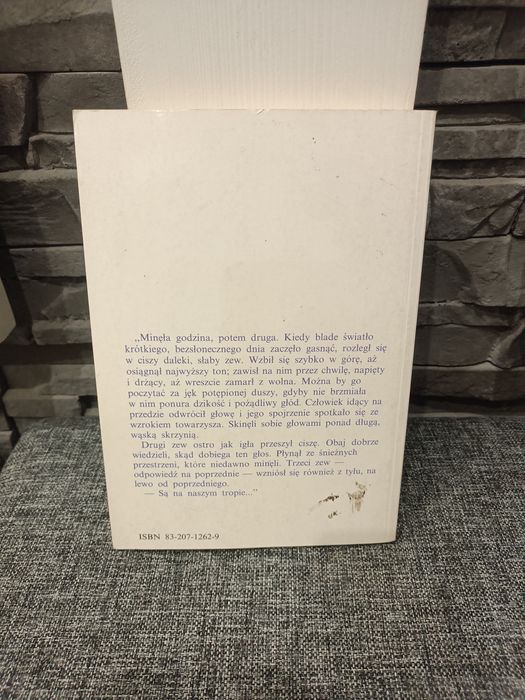 „Minęła godzina, potem druga. Kiedy blade światło
krótkiego, bezsłonecznego dnia zaczęło gasnąć, rozległ się
w ciszy daleki, słaby zew. Wzbił się szybko w górę, aż
osiągnął najwyższy ton; zawisł na nim przez chwilę, napięty
i drżący, aż wreszcie zamarł z wolna. Można by go
poczytać za jęk potępionej duszy, gdyby nie brzmiała
w nim ponura dzikość i pożądliwy głód. Człowiek idący na
przedzie odwrócił głowę i jego spojrzenie spotkało się ze
wzrokiem towarzysza. Skinęli sobie głowami ponad długą,
wąską skrzynią.
Drugi zew ostro jak igła przeszył ciszę. Obaj dobrze
wiedzieli, skąd dobiega ten głos. Płynął ze śnieżnych
przestrzeni, które niedawno minęli. Trzeci zew —
odpowiedź na poprzednie — wzniósł się również z tyłu, na
lewo od poprzedniego.
— Są na naszym tropie..."
ISBN 83-207-1262-9